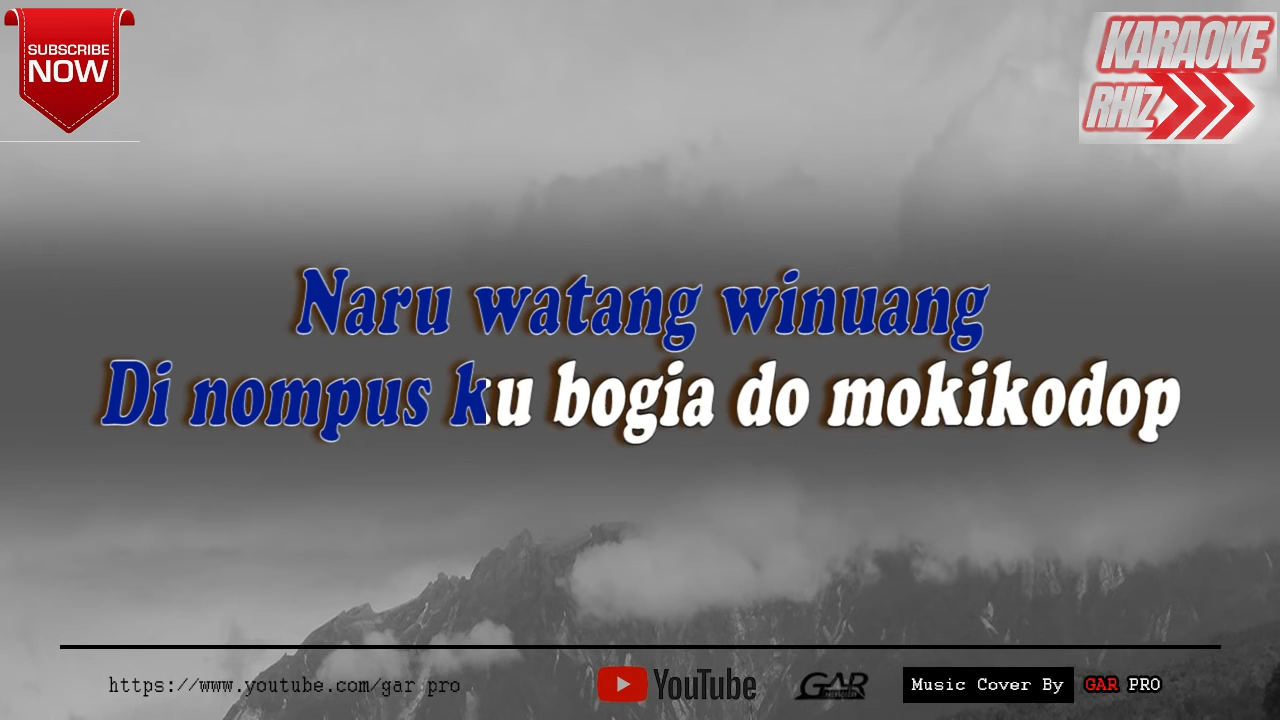 SUBSCRIBE
NOW
KARAOKE
RHIZ
Naru watang winuang
Di nompus ku bogia do mokikodop
https://www.youtube.com/gar pro
YouTube
GAR
Music Cover By GAR PRO